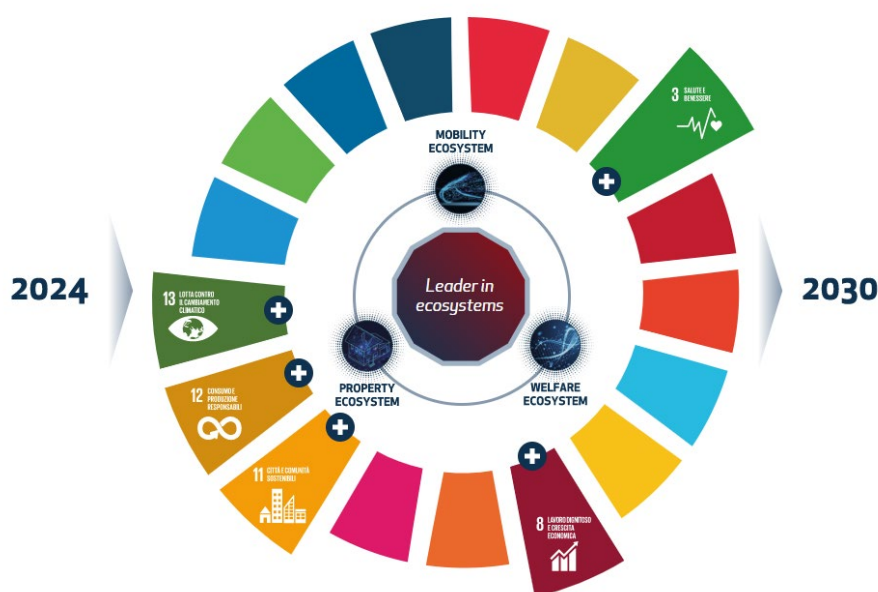 MOBILITY
ECOSYSTEM
3 SALUTE E
BENESSERE
2024
13 LOTTA CONTRO
IL CAMBIAMENTO
CLIMATICO
Leader in
ecosystems
2030
12 CONSUMO E
PRODUZIONE
RESPONSABILI
PROPERTY
ECOSYSTEM
WELFARE
ECOSYSTEM
11 CITTÀ E COMUNITÀ
SOSTENIBILI
8 LAVORO DIGNITOSO
E CRESCITA
ECONOMICA